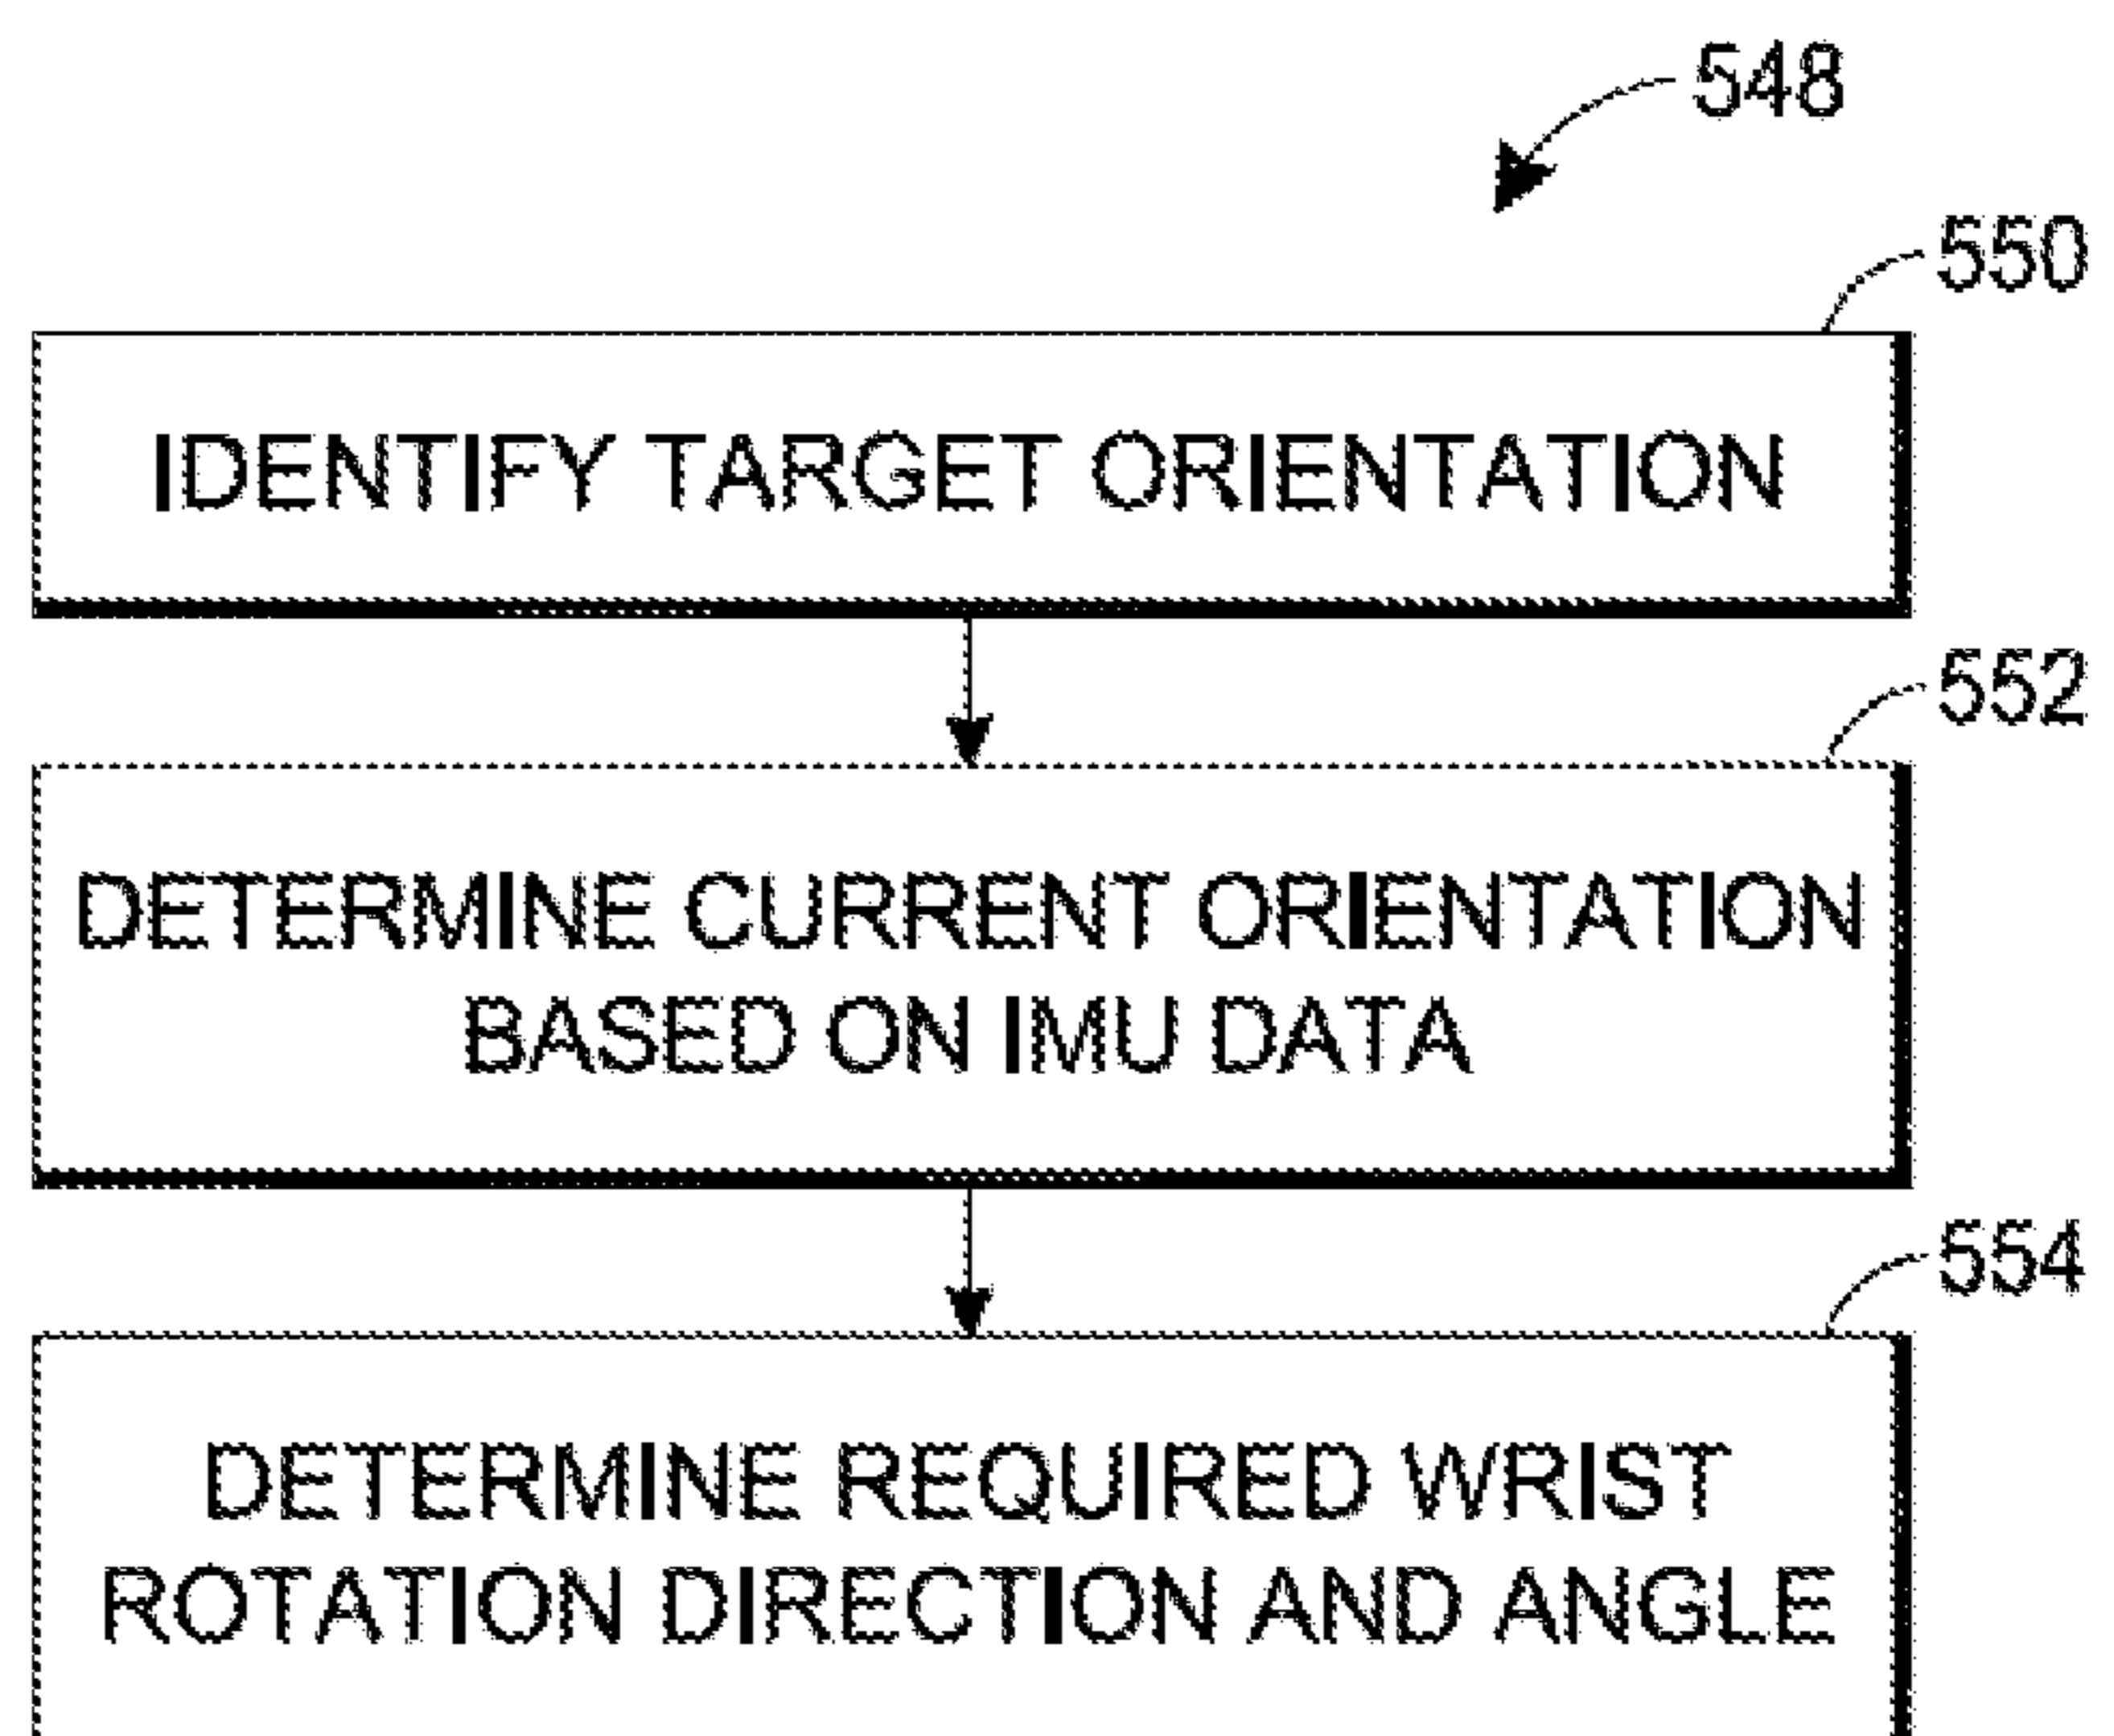 548
550
IDENTIFY TARGET ORIENTATION
552
DETERMINE CURRENT ORIENTATION
BASED ON IMU DATA
554
DETERMINE REQUIRED WRIST
ROTATION DIRECTION AND ANGLE